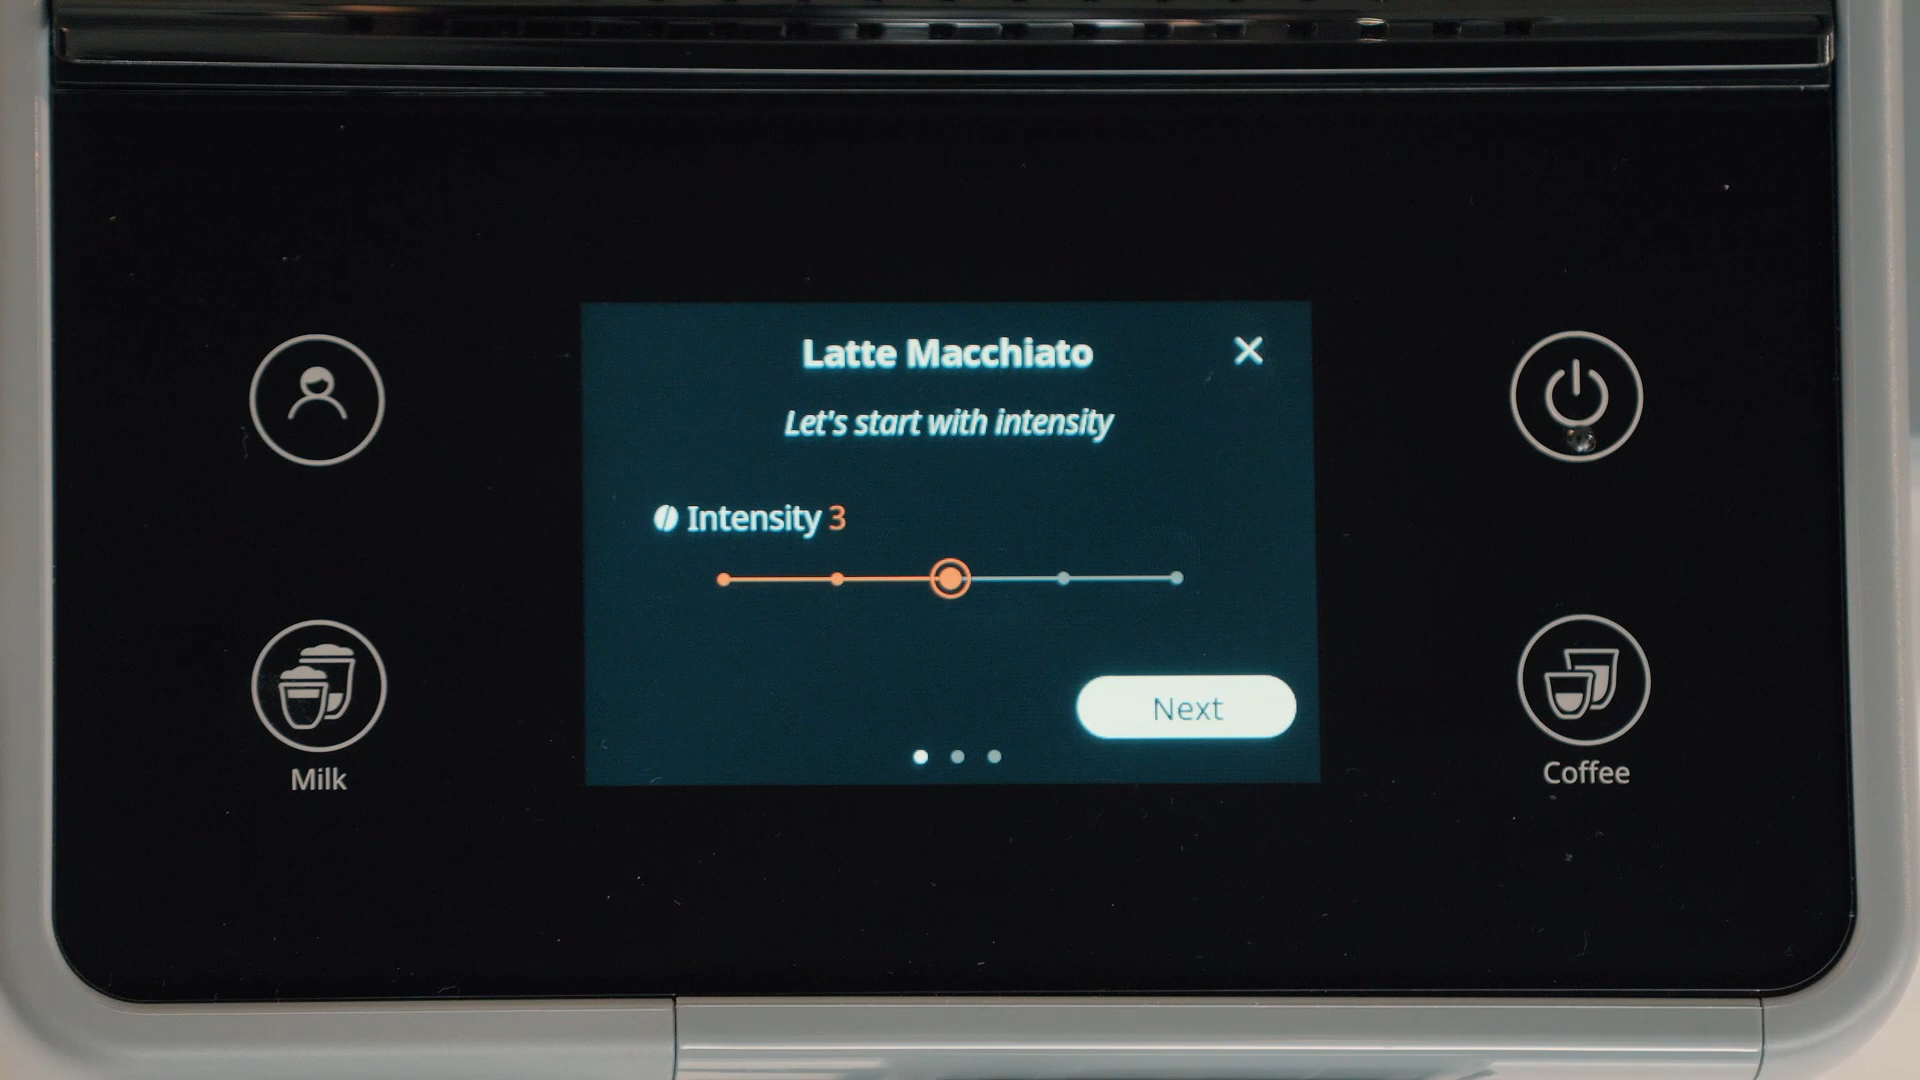 Latte Macchiato
Let's start with intensity
Intensity 3
Next
Milk
Coffee